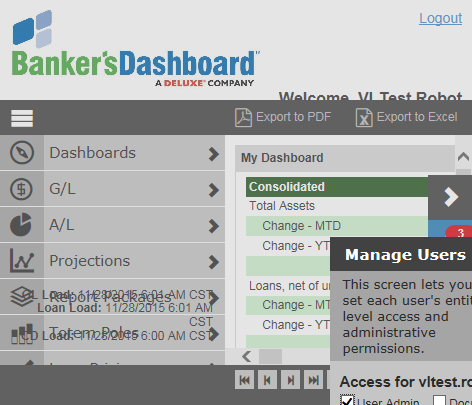 Logout
Banker'sDashboard™
A DELUXE® COMPANY
Welcome, VI Test Robot
Export to PDF
Export to Excel
Dashboards
G/L
A/L
Projections
Report Packages
Totem Poles
GL Load: 11/28/2015 6:01 AM CST
Loan Load: 11/28/2015 6:01 AM
CST
CD Load: 11/28/2015 6:00 AM CST
My Dashboard
Consolidated
Total Assets
Change - MTD
Change - YT
Loans, net of u
Change - MT
Change - YT
3
Manage Users
This screen lets you
set each user's entit
level access and
administrative
permissions.
Access for vltest.ro
User Admin
Doc